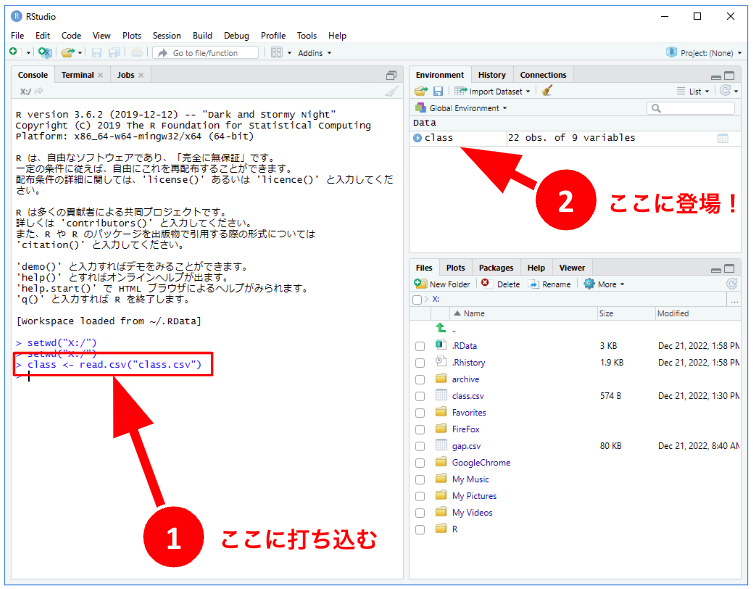 RStudio
File Edit Code View Plots Session Build Debug Profile Tools Help
Go to file/function Addins Project: (None)
Console Terminal Jobs
X:/
R version 3.6.2 (2019-12-12) -- "Dark and Stormy Night"
Copyright (C) 2019 The R Foundation for Statistical Computing
Platform: x86_64-w64-mingw32/x64 (64-bit)
R は、自由なソフトウェアであり、「完全に無保証」です。
一定の条件に従えば、自由にこれを再配布することができます。
配布条件の詳細に関しては、'license()' あるいは 'licence()' と入力してくだ
さい。
R は多くの貢献者による共同プロジェクトです。
詳しくは 'contributors()' と入力してください。
また、R や R のパッケージを出版物で引用する際の形式については
'citation()' と入力してください。
'demo()' と入力すればデモをみることができます。
'help()' とすればオンラインヘルプが出ます。
'help.start()' で HTML ブラウザによるヘルプがみられます。
'q()' と入力すれば R を終了します。
[Workspace loaded from ~/.RData]
> setwd("X:/")
> setwd("X:/")
> class <- read.csv("class.csv")
>
1 ここに打ち込む
Environment History Connections
Import Dataset List
Global Environment
Data
class 22 obs. of 9 variables
2 ここに登場！
Files Plots Packages Help Viewer
New Folder Delete Rename More
X: ...
Name Size Modified
..
.RData 3 KB Dec 21, 2022, 1:58 PM
.Rhistory 1.9 KB Dec 21, 2022, 1:58 PM
archive
class.csv 574 B Dec 21, 2022, 1:30 PM
Favorites
FireFox
gap.csv 80 KB Dec 21, 2022, 8:40 AM
GoogleChrome
My Music
My Pictures
My Videos
R